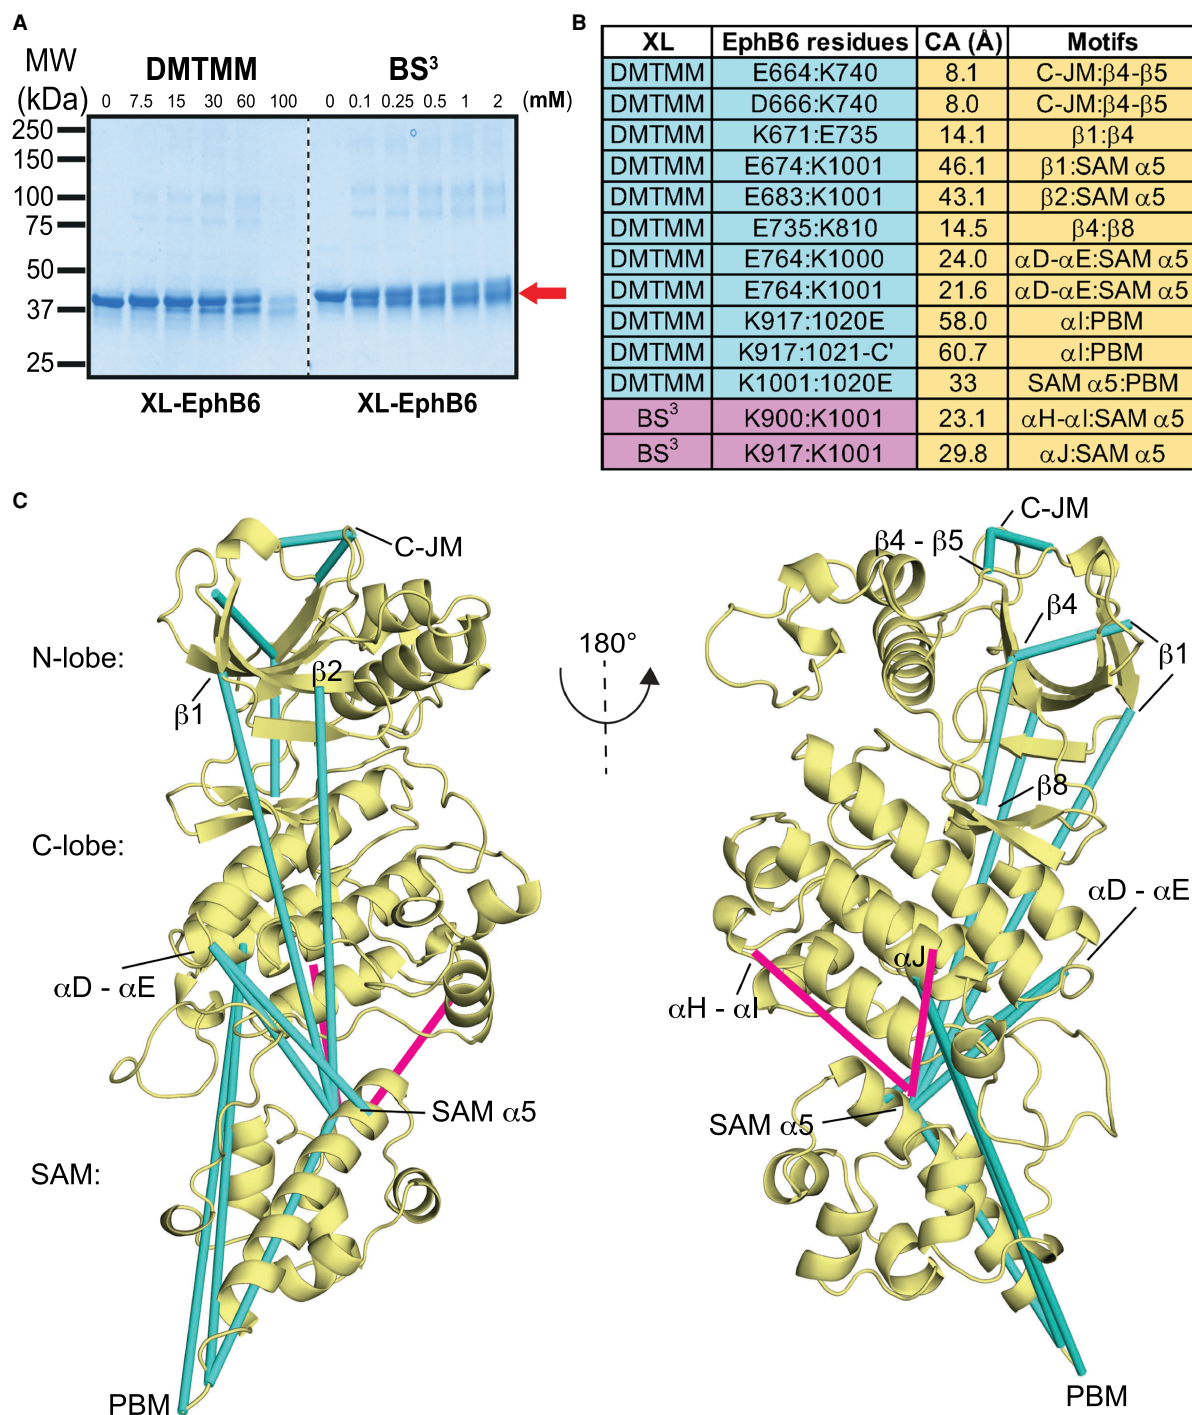 A
MW
(kDa)
DMTMM
BS³
0 7.5 15 30 60 100 0 0.1 0.25 0.5 1 2 (mM)
250
150
100
75
50
37
25
XL-EphB6
XL-EphB6
B
XL EphB6 residues CA (Å) Motifs
DMTMM E664:K740 8.1 C-JM:β4-β5
DMTMM D666:K740 8.0 C-JM:β4-β5
DMTMM K671:E735 14.1 β1:β4
DMTMM E674:K1001 46.1 β1:SAM α5
DMTMM E683:K1001 43.1 β2:SAM α5
DMTMM E735:K810 14.5 β4:β8
DMTMM E764:K1000 24.0 αD-αE:SAM α5
DMTMM E764:K1001 21.6 αD-αE:SAM α5
DMTMM K917:1020E 58.0 αI:PBM
DMTMM K917:1021-C' 60.7 αI:PBM
DMTMM K1001:1020E 33 SAM α5:PBM
BS³ K900:K1001 23.1 αH-αI:SAM α5
BS³ K917:K1001 29.8 αJ:SAM α5
C
C-JM
N-lobe:
β2
β1
C-lobe:
αD - αE
SAM α5
SAM:
PBM
180°
C-JM
β4 - β5
β4
β1
β8
αD - αE
αJ
αH - αI
SAM α5
PBM